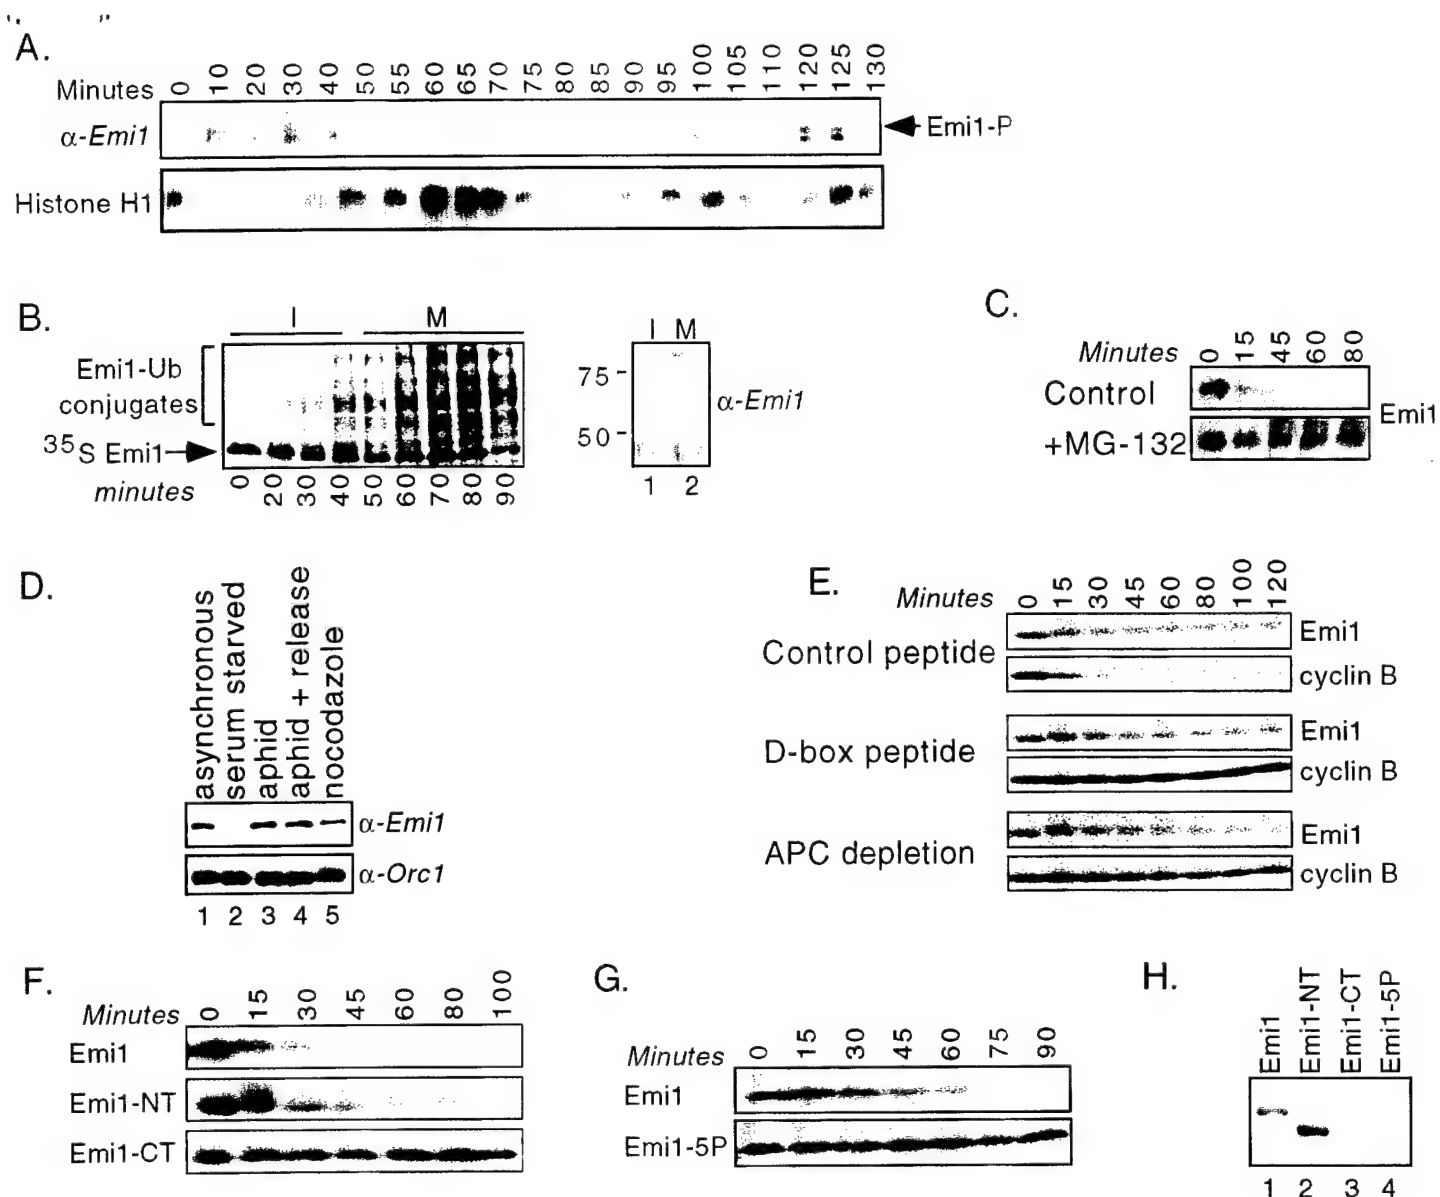 A.
Minutes 0 10 20 30 40 50 55 60 65 70 75 80 85 90 95 100 105 110 120 125 130
α-Emi1
Emi1-P
Histone H1
B.
I M
Emi1-Ub
conjugates
35S Emi1
minutes 0 20 30 40 50 60 70 80 90
I M
75
50
α-Emi1
1 2
C.
Minutes 0 15 45 60 80
Control
+MG-132
Emi1
D.
asynchronous
serum starved
aphid
aphid + release
nocodazole
α-Emi1
α-Orc1
1 2 3 4 5
E.
Minutes 0 15 30 45 60 80 100 120
Control peptide
Emi1
cyclin B
D-box peptide
Emi1
cyclin B
APC depletion
Emi1
cyclin B
F.
Minutes 0 15 30 45 60 80 100
Emi1
Emi1-NT
Emi1-CT
G.
Minutes 0 15 30 45 60 75 90
Emi1
Emi1-5P
H.
Emi1
Emi1-NT
Emi1-CT
Emi1-5P
1 2 3 4